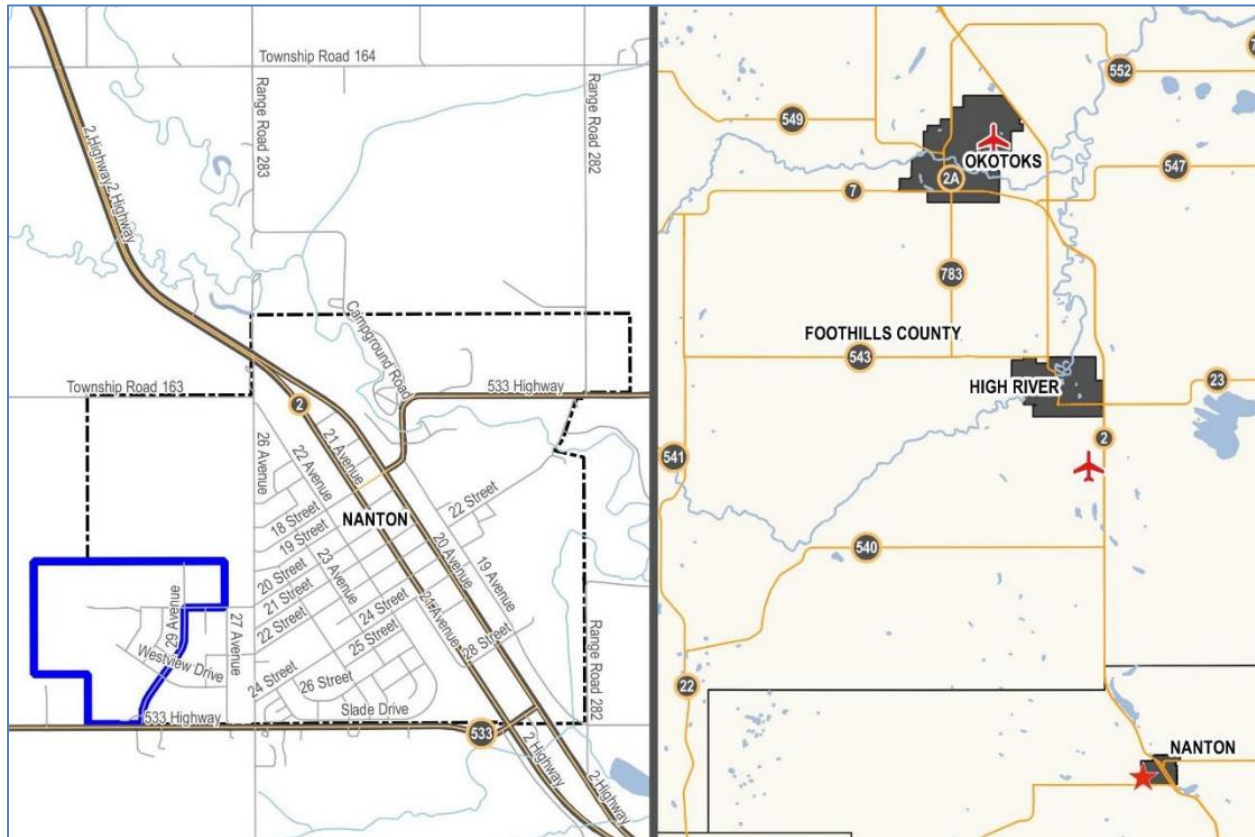 Township Road 164
Range Road 283
Range Road 282
2 Highway
2 Highway
Campground Road
Township Road 163
533 Highway
2
26 Avenue
22 Avenue
21 Avenue
18 Street
NANTON
22 Street
19 Street
20 Street
23 Avenue
20 Avenue
19 Avenue
21 Street
22 Street
24 Street
21 Avenue
29 Avenue
27 Avenue
25 Street
28 Street
Westview Drive
24 Street
26 Street
Slade Drive
Range Road 282
533 Highway
533
2 Highway
2 Highway
552
549
OKOTOKS
547
2A
7
783
FOOTHILLS COUNTY
543
HIGH RIVER
23
2
541
540
22
NANTON